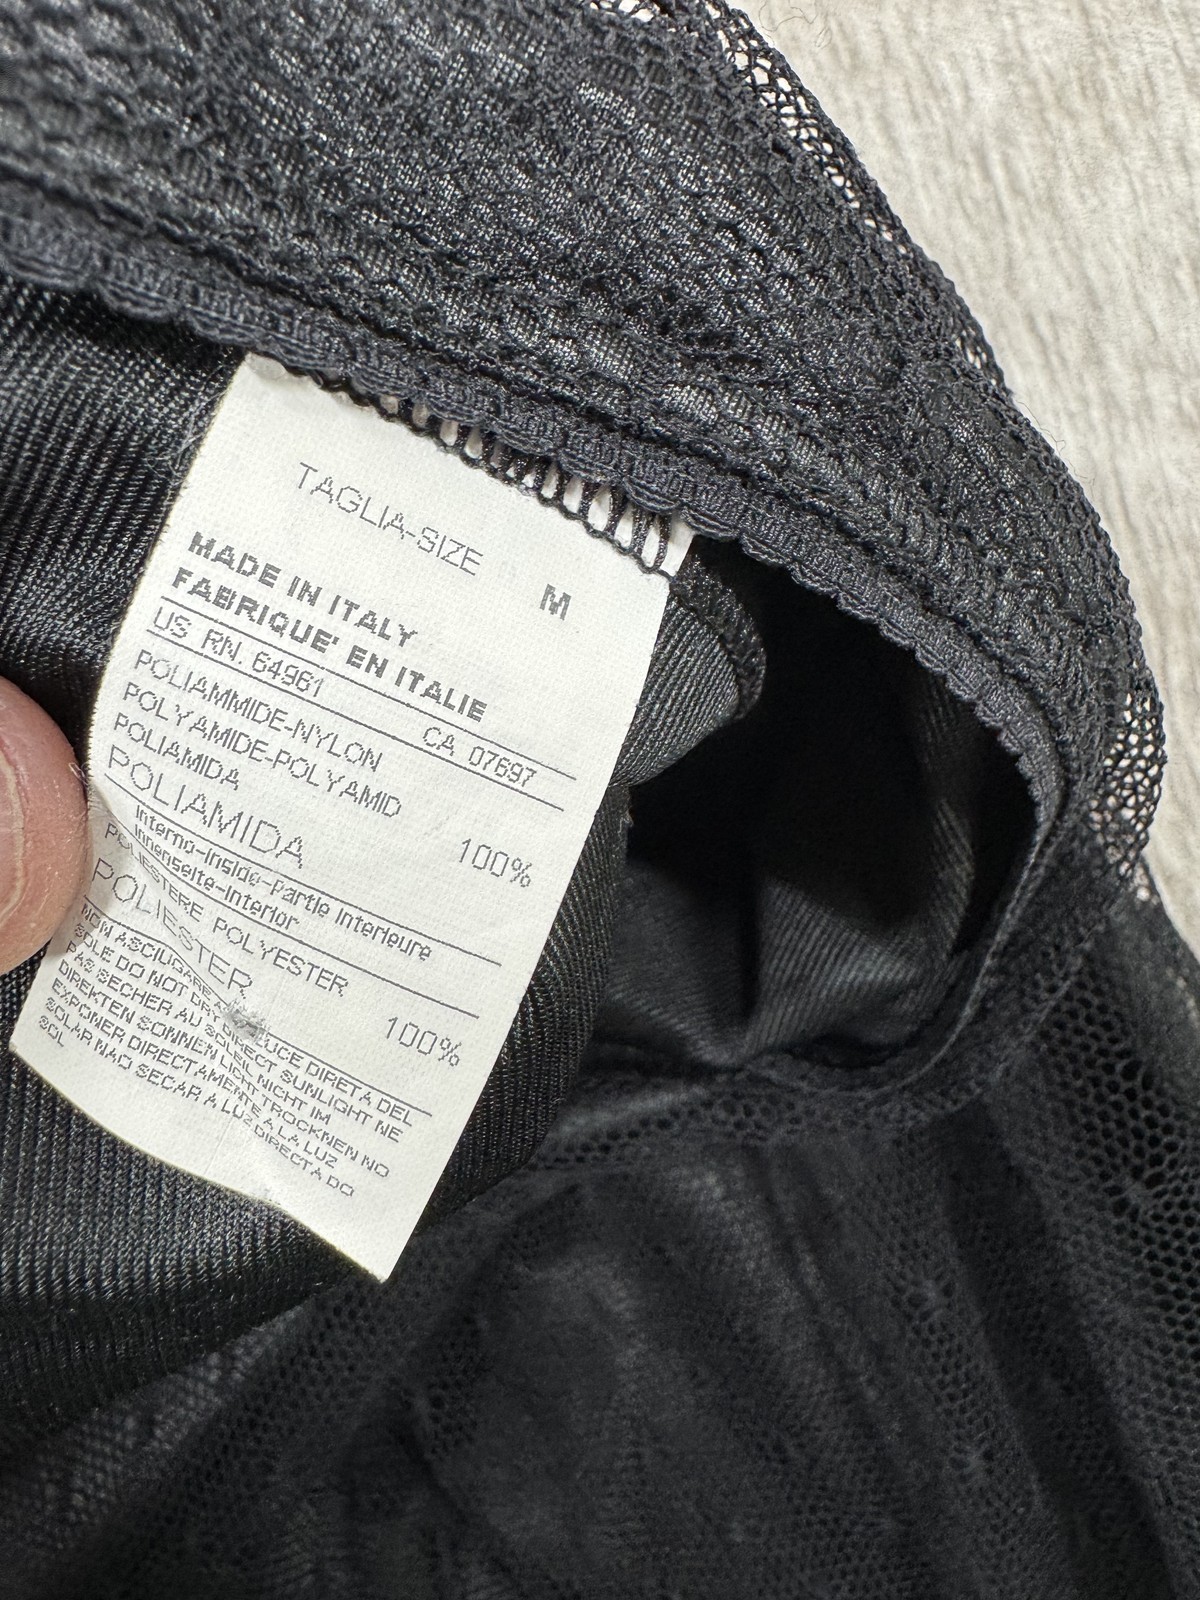 TAGLIA-SIZE
M
MADE IN ITALY
FABRIQUE' EN ITALIE
US RN. 64961 CA 07697
POLIAMMIDE-NYLON
POLYAMIDE-POLYAMID
POLIAMIDA
POLIAMIDA 100%
Interno-Inside-Partie Interieure
Innenseite-Interior
POLIESTERE POLYESTER
POLIESTER 100%
NON ASCIUGARE A LUCE DIRETA DEL
SOLE DO NOT DRY DIRECT SUNLIGHT NE
PAS SECHER AU SOLEIL NICHT IM
DIREKTEN SONNEN LICHT TROCKNEN NO
EXPONER DIRECTAMENTE A LA LUZ
SOLAR NAO SECAR A LUZ DIRECTA DO
SOL